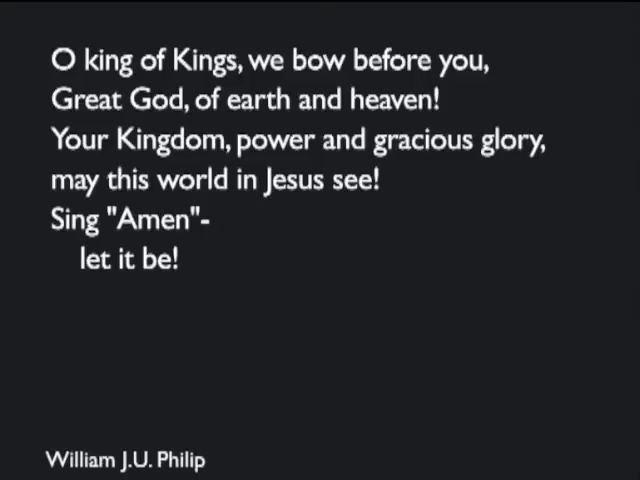 O king of Kings, we bow before you,
Great God, of earth and heaven!
Your Kingdom, power and gracious glory,
may this world in Jesus see!
Sing "Amen"-
let it be!
William J.U. Philip